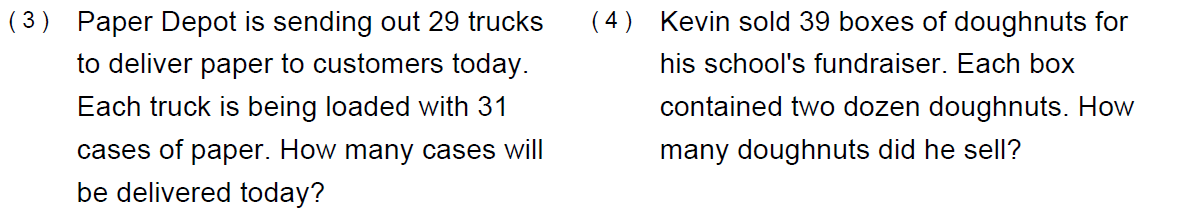 (3) Paper Depot is sending out 29 trucks
to deliver paper to customers today.
Each truck is being loaded with 31
cases of paper. How many cases will
be delivered today?
(4) Kevin sold 39 boxes of doughnuts for
his school's fundraiser. Each box
contained two dozen doughnuts. How
many doughnuts did he sell?